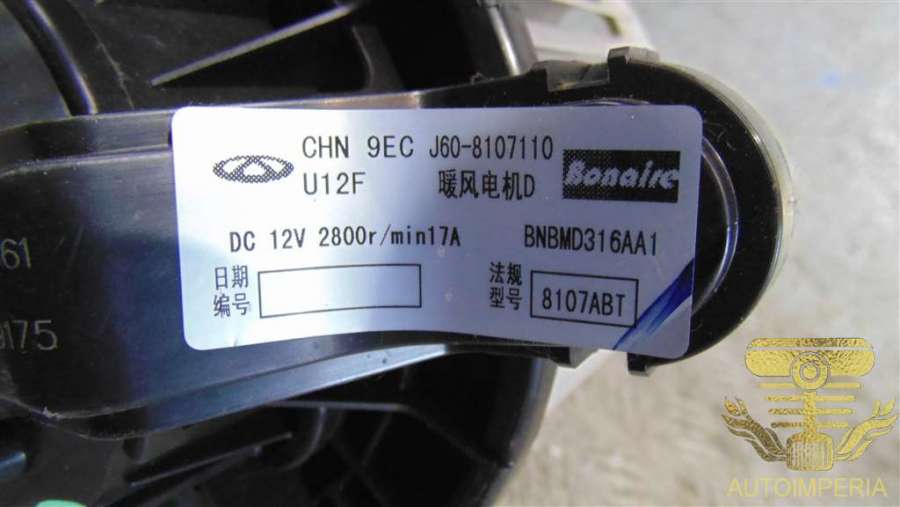 CHN 9EC J60-8107110
U12F 暖风电机D Bonaire
DC 12V 2800r/min17A BNBMD316AA1
日期 法规
编号 型号 8107ABT
61
9175
AUTOIMPERIA